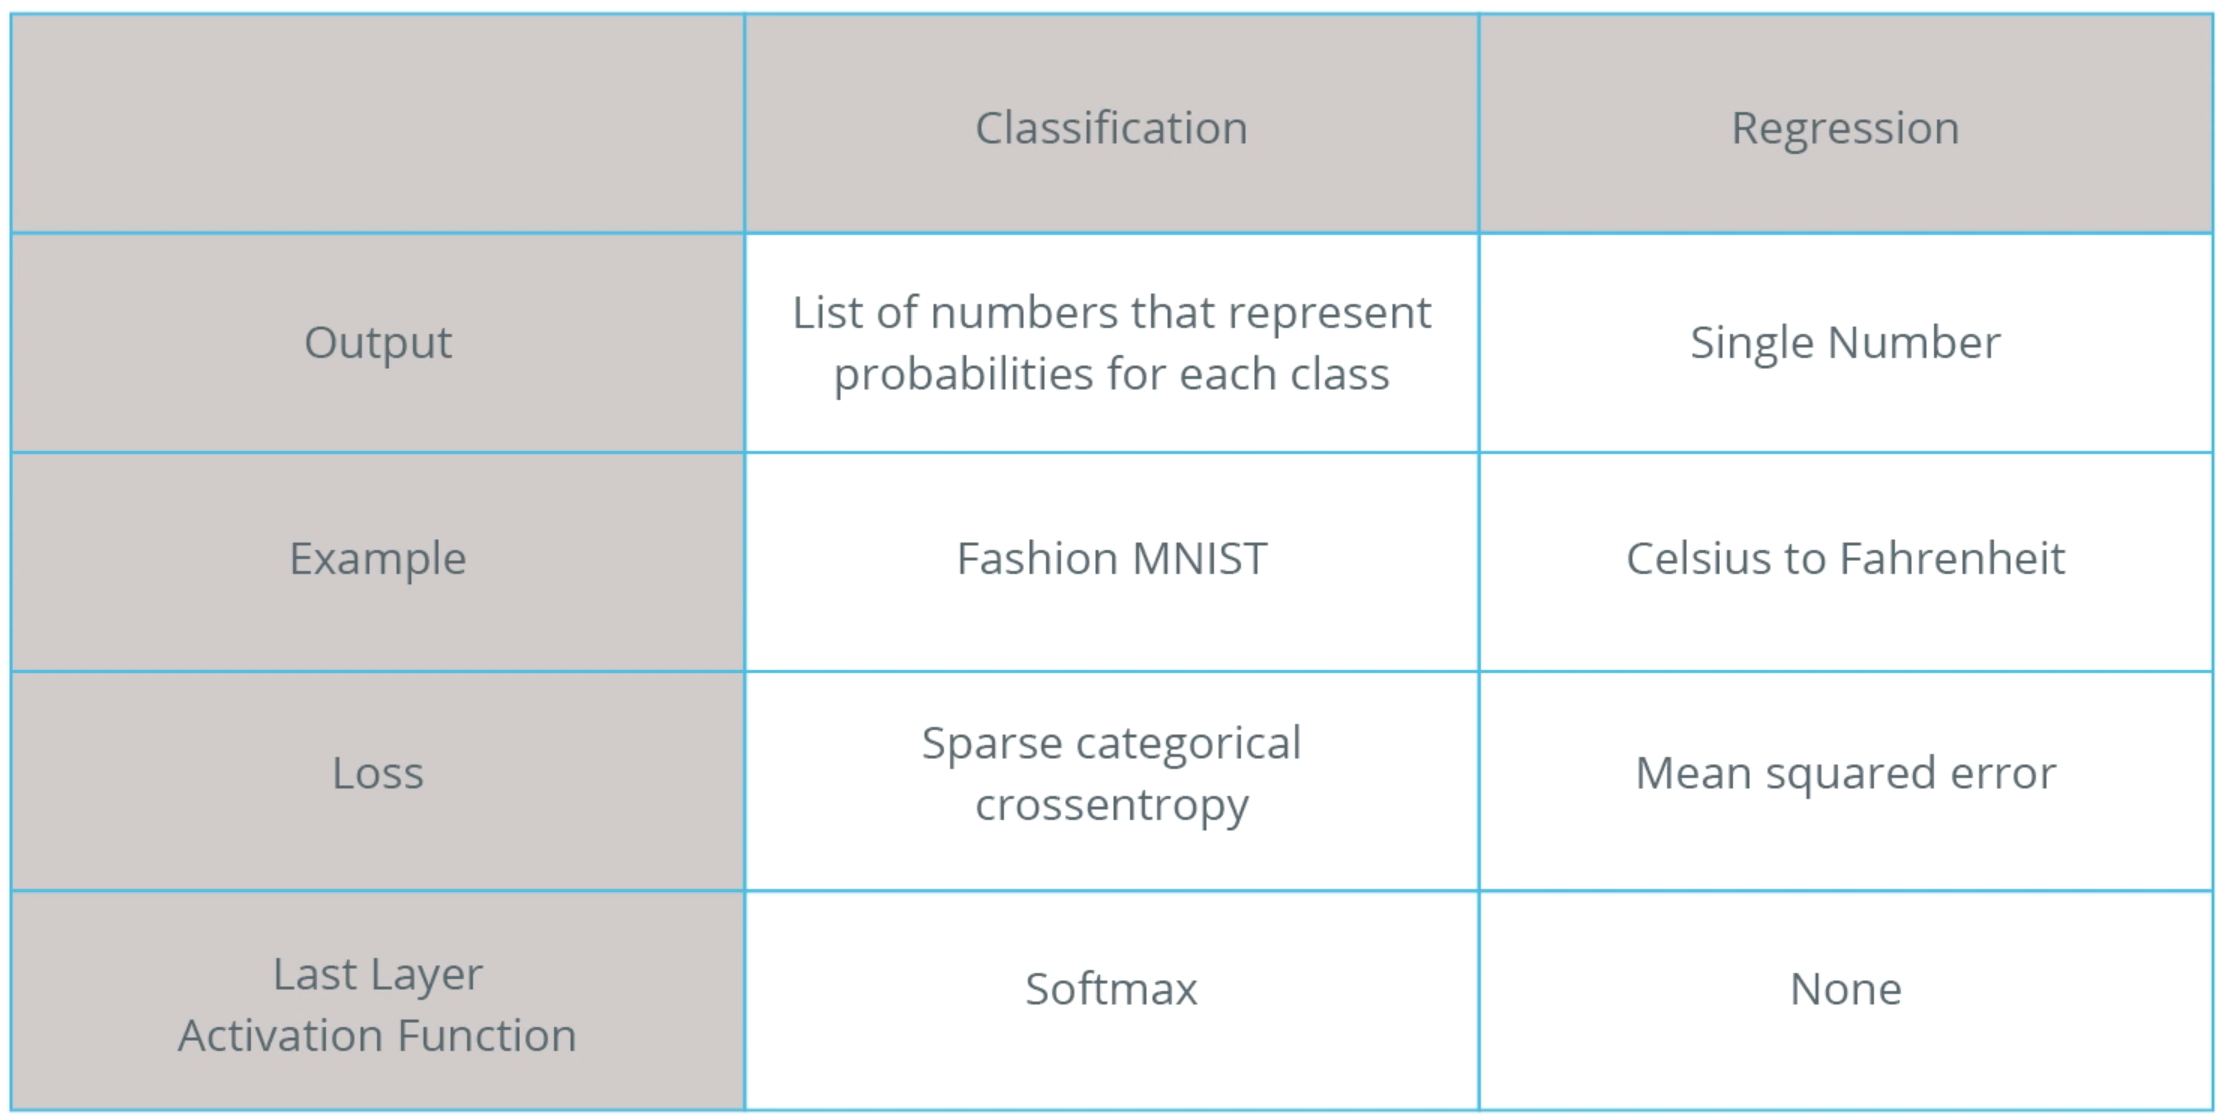 Classification
Regression
Output
List of numbers that represent
probabilities for each class
Single Number
Example
Fashion MNIST
Celsius to Fahrenheit
Loss
Sparse categorical
crossentropy
Mean squared error
Last Layer
Activation Function
Softmax
None